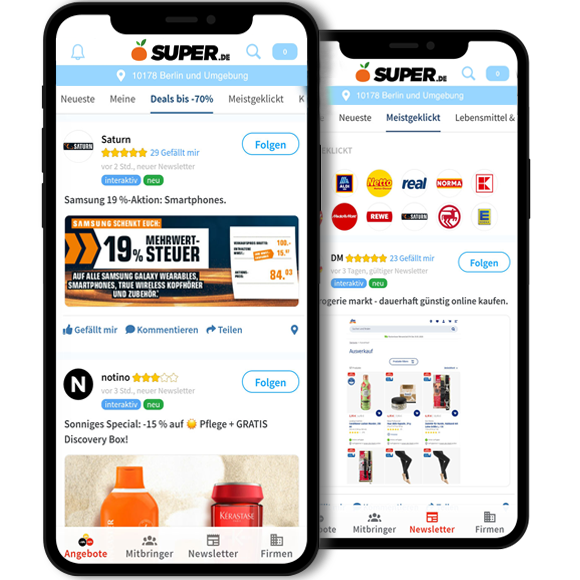 SUPER.DE
0
10178 Berlin und Umgebung
Neueste Meine Deals bis -70% Meistgeklickt K
SATURN
Saturn
29 Gefällt mir
Folgen
vor 2 Std., neuer Newsletter
interaktiv neu
Samsung 19 %-Aktion: Smartphones.
SAMSUNG SCHENKT EUCH:
19% MEHRWERT-
STEUER
AUF ALLE SAMSUNG GALAXY WEARABLES,
SMARTPHONES, TRUE WIRELESS KOPFHÖRER
UND ZUBEHÖR.
100.-
84.03
Gefällt mir Kommentieren Teilen
N
notino
Folgen
vor 3 Std., neuer Newsletter
interaktiv neu
Sonniges Special: -15 % auf Pflege + GRATIS
Discovery Box!
KÉRASTASE
Angebote Mitbringer Newsletter Firmen
SUPER.DE
0
10178 Berlin und Umgebung
Neueste Meistgeklickt Lebensmittel &
EKLICKT
ALDI Netto real NORMA K
MediaMarkt REWE SATURN E
DM
23 Gefällt mir
Folgen
vor 3 Tagen, gültiger Newsletter
interaktiv neu
rogerie markt - dauerhaft günstig online kaufen.
Ausverkauf
bote Mitbringer Newsletter Firmen